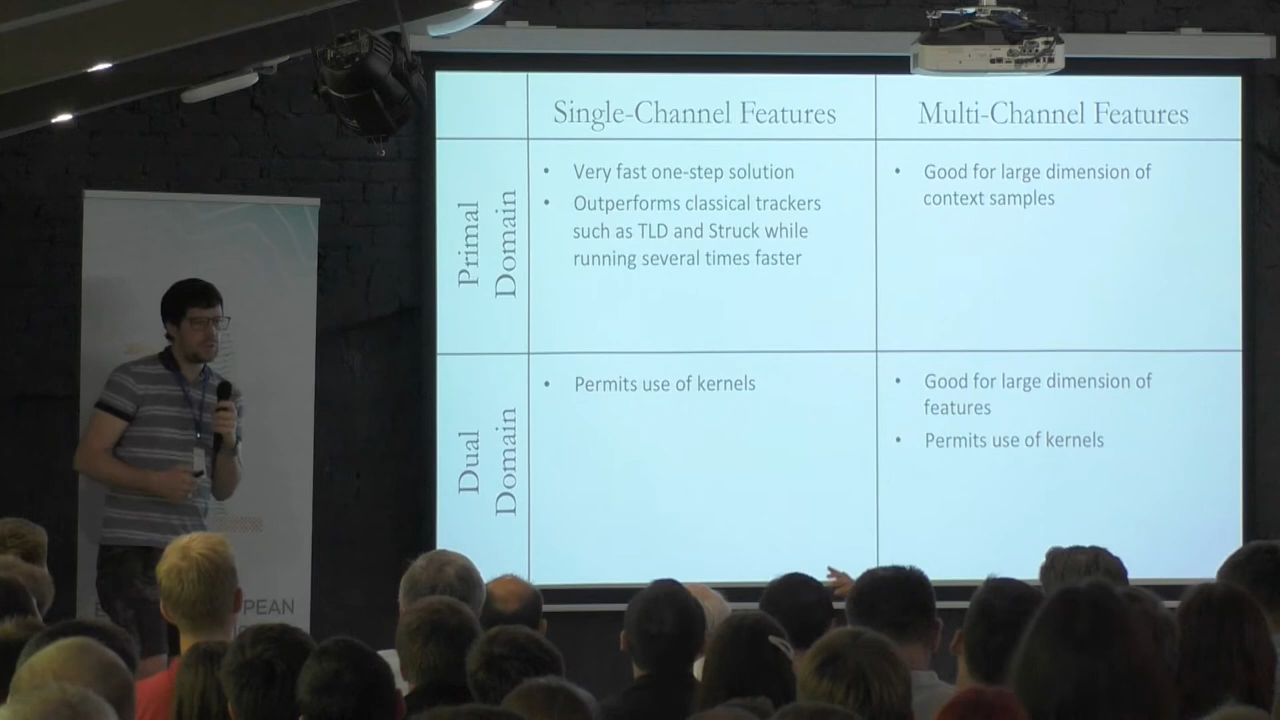 Single-Channel Features
Multi-Channel Features
Primal
Domain
• Very fast one-step solution
• Outperforms classical trackers
such as TLD and Struck while
running several times faster
• Good for large dimension of
context samples
Dual
Domain
• Permits use of kernels
• Good for large dimension of
features
• Permits use of kernels
PEAN